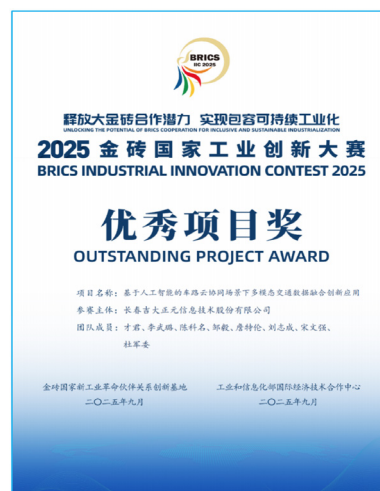 BRICS
IIC 2025
释放大金砖合作潜力 实现包容可持续工业化
UNLOCKING THE POTENTIAL OF BRICS COOPERATION FOR INCLUSIVE AND SUSTAINABLE INDUSTRIALIZATION
2025金砖国家工业创新大赛
BRICS INDUSTRIAL INNOVATION CONTEST 2025
优秀项目奖
OUTSTANDING PROJECT AWARD
项目名称：基于人工智能的车路云协同场景下多模态交通数据融合创新应用
参赛主体：长春吉大正元信息技术股份有限公司
团队成员：才君、李武璐、陈科名、邹毅、詹特伦、刘志成、宋文强、
杜军委
金砖国家新工业革命伙伴关系创新基地
二〇二五年九月
工业和信息化部国际经济技术合作中心
二〇二五年九月